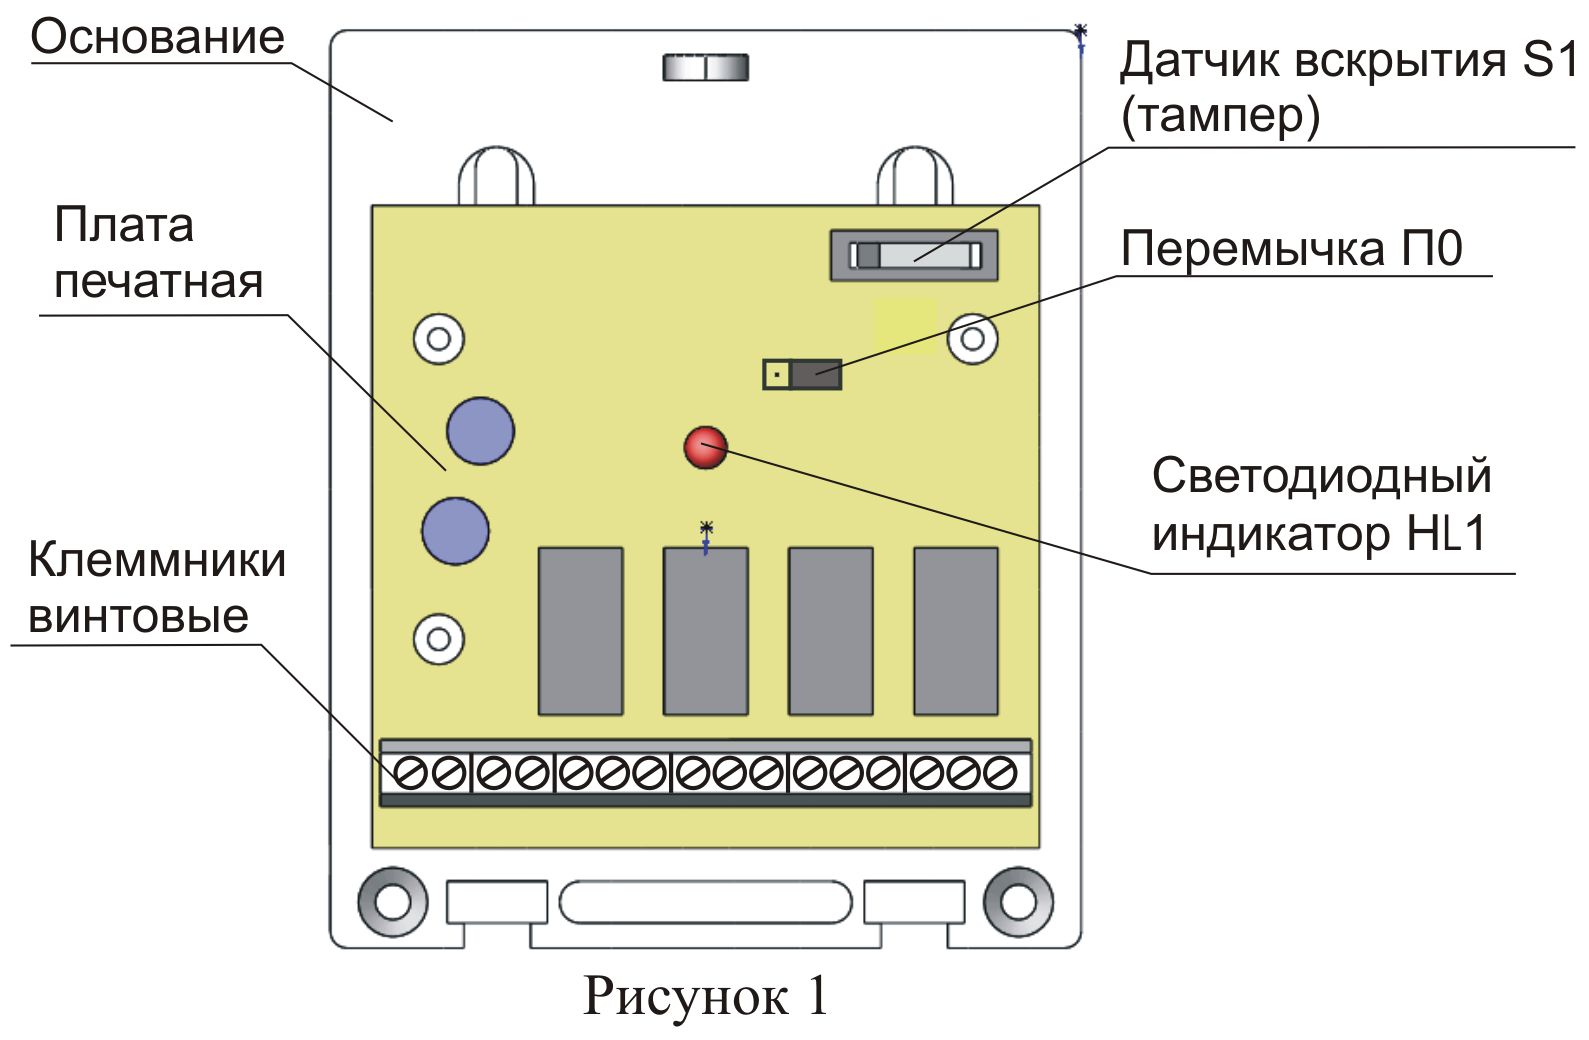 Основание
Датчик вскрытия S1
(тампер)
Плата
печатная
Перемычка П0
Светодиодный
индикатор HL1
Клеммники
винтовые
Рисунок 1